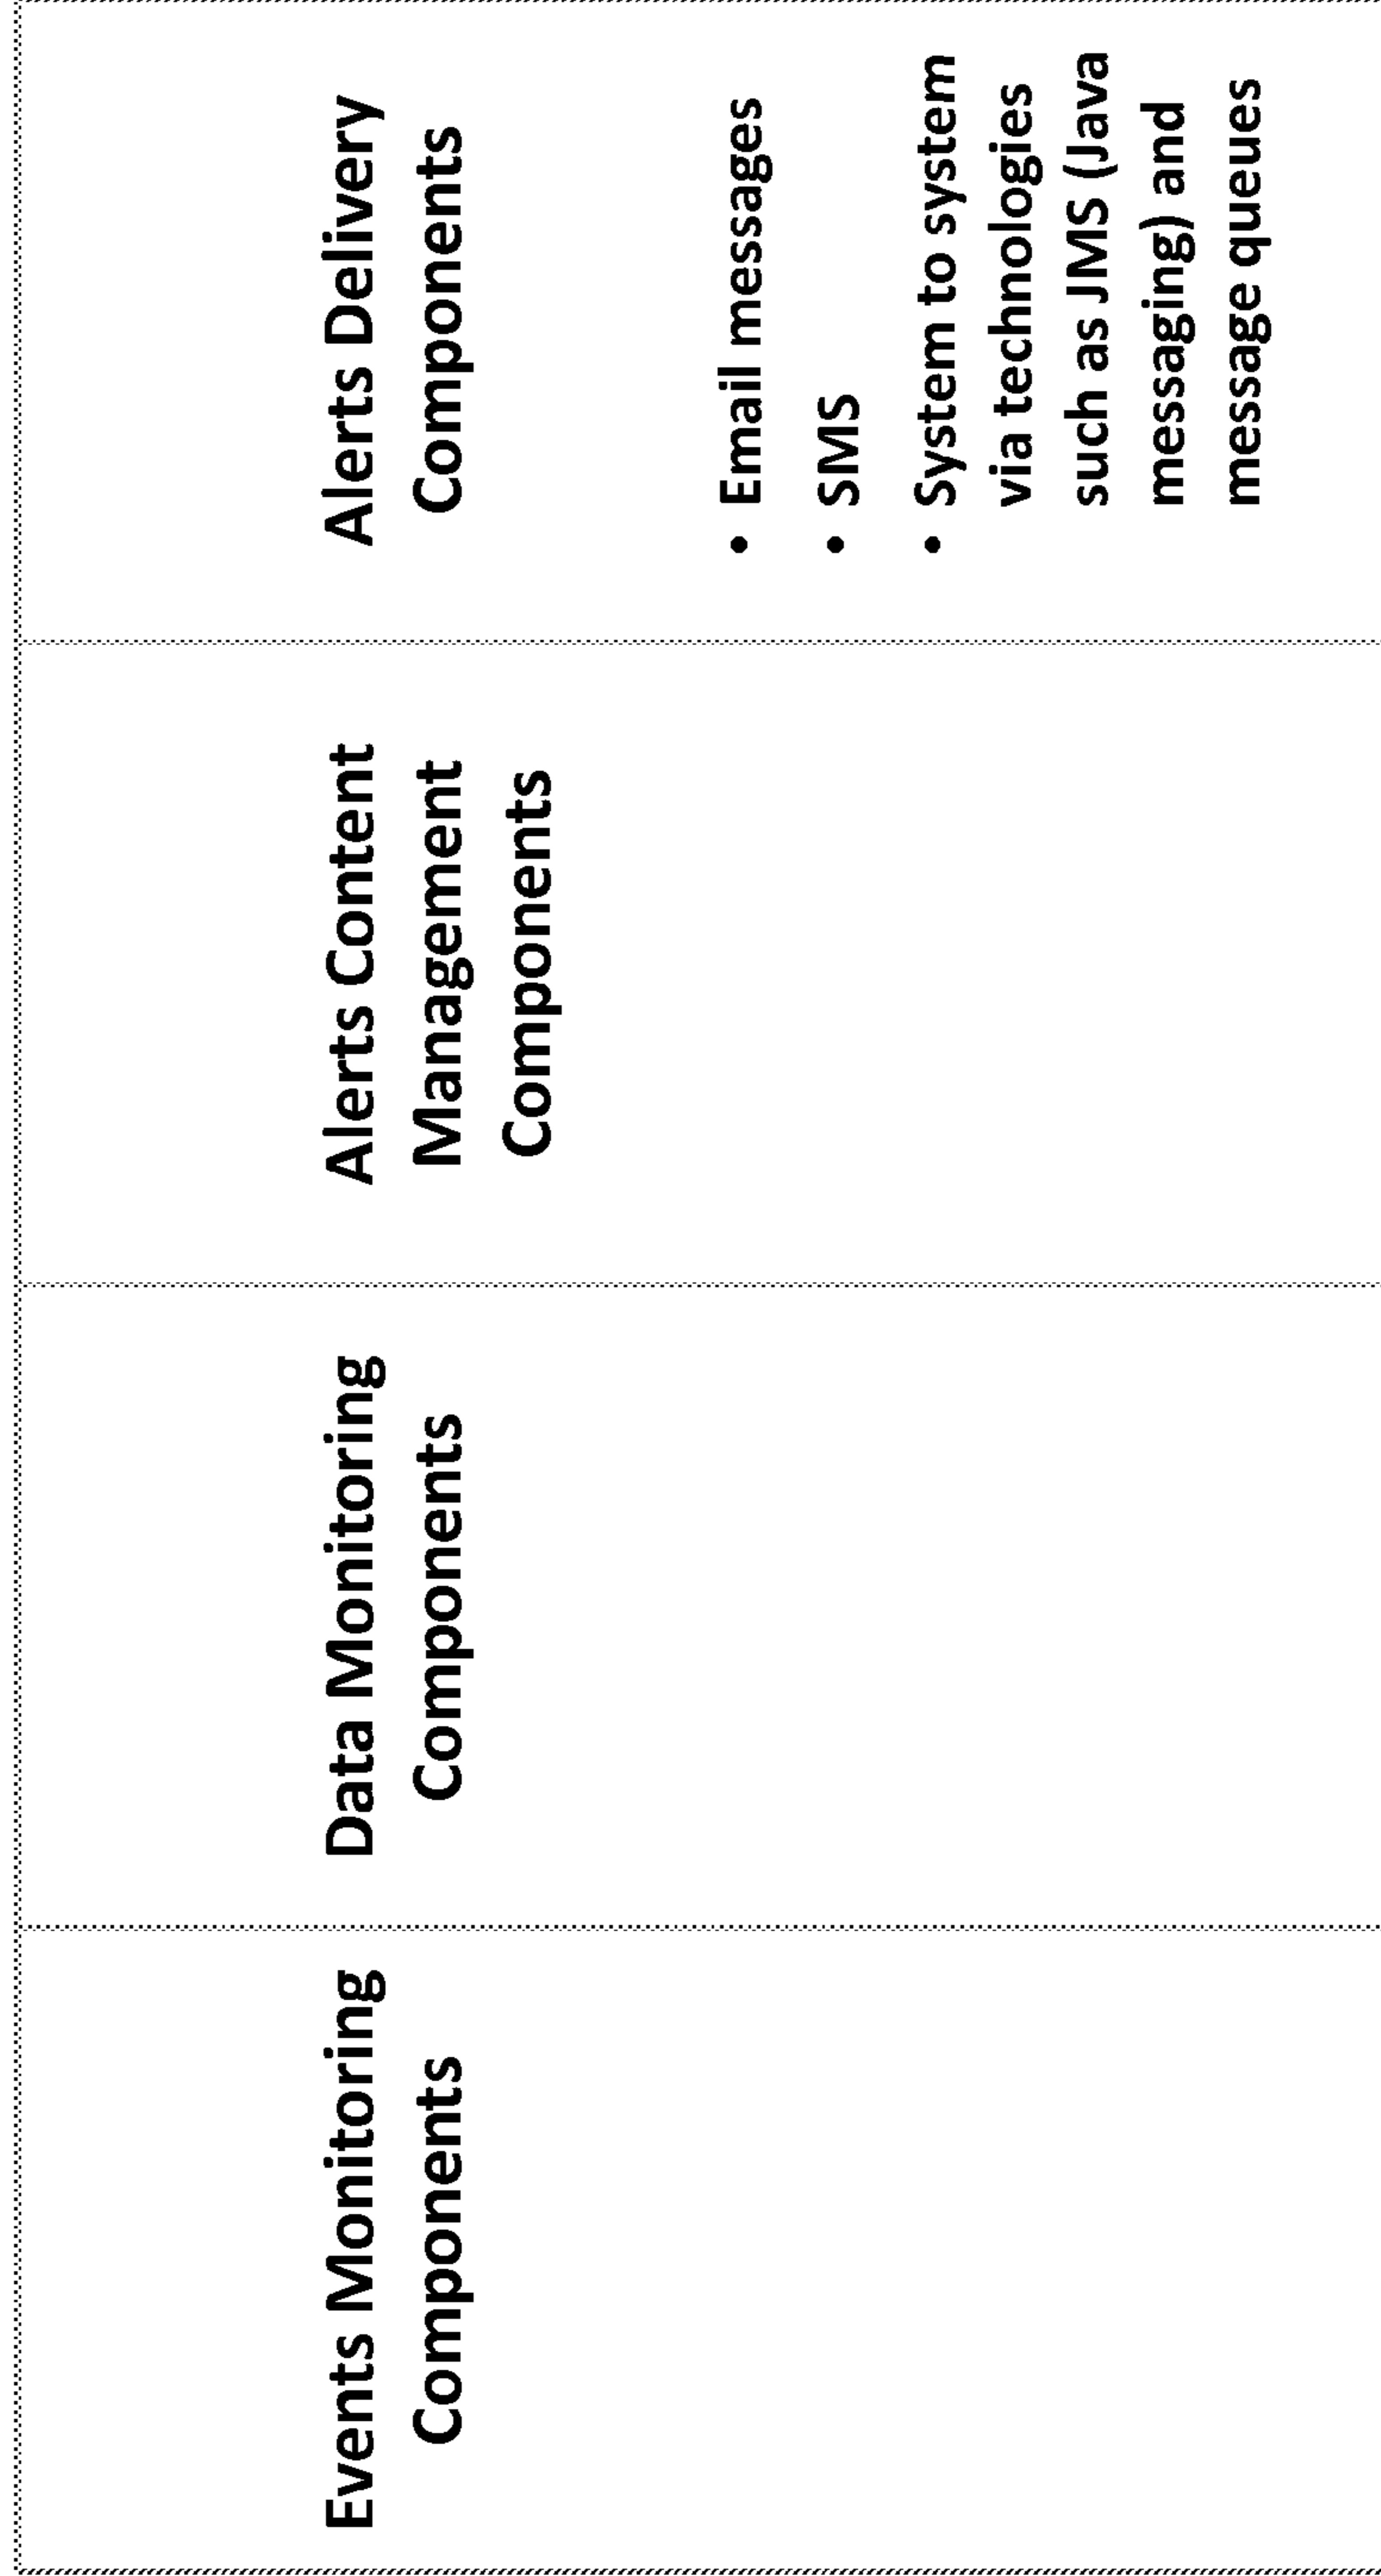 Events Monitoring
Components
Data Monitoring
Components
Alerts Content
Management
Components
Alerts Delivery
Components
• Email messages
• SMS
• System to system
via technologies
such as JMS (Java
messaging) and
message queues